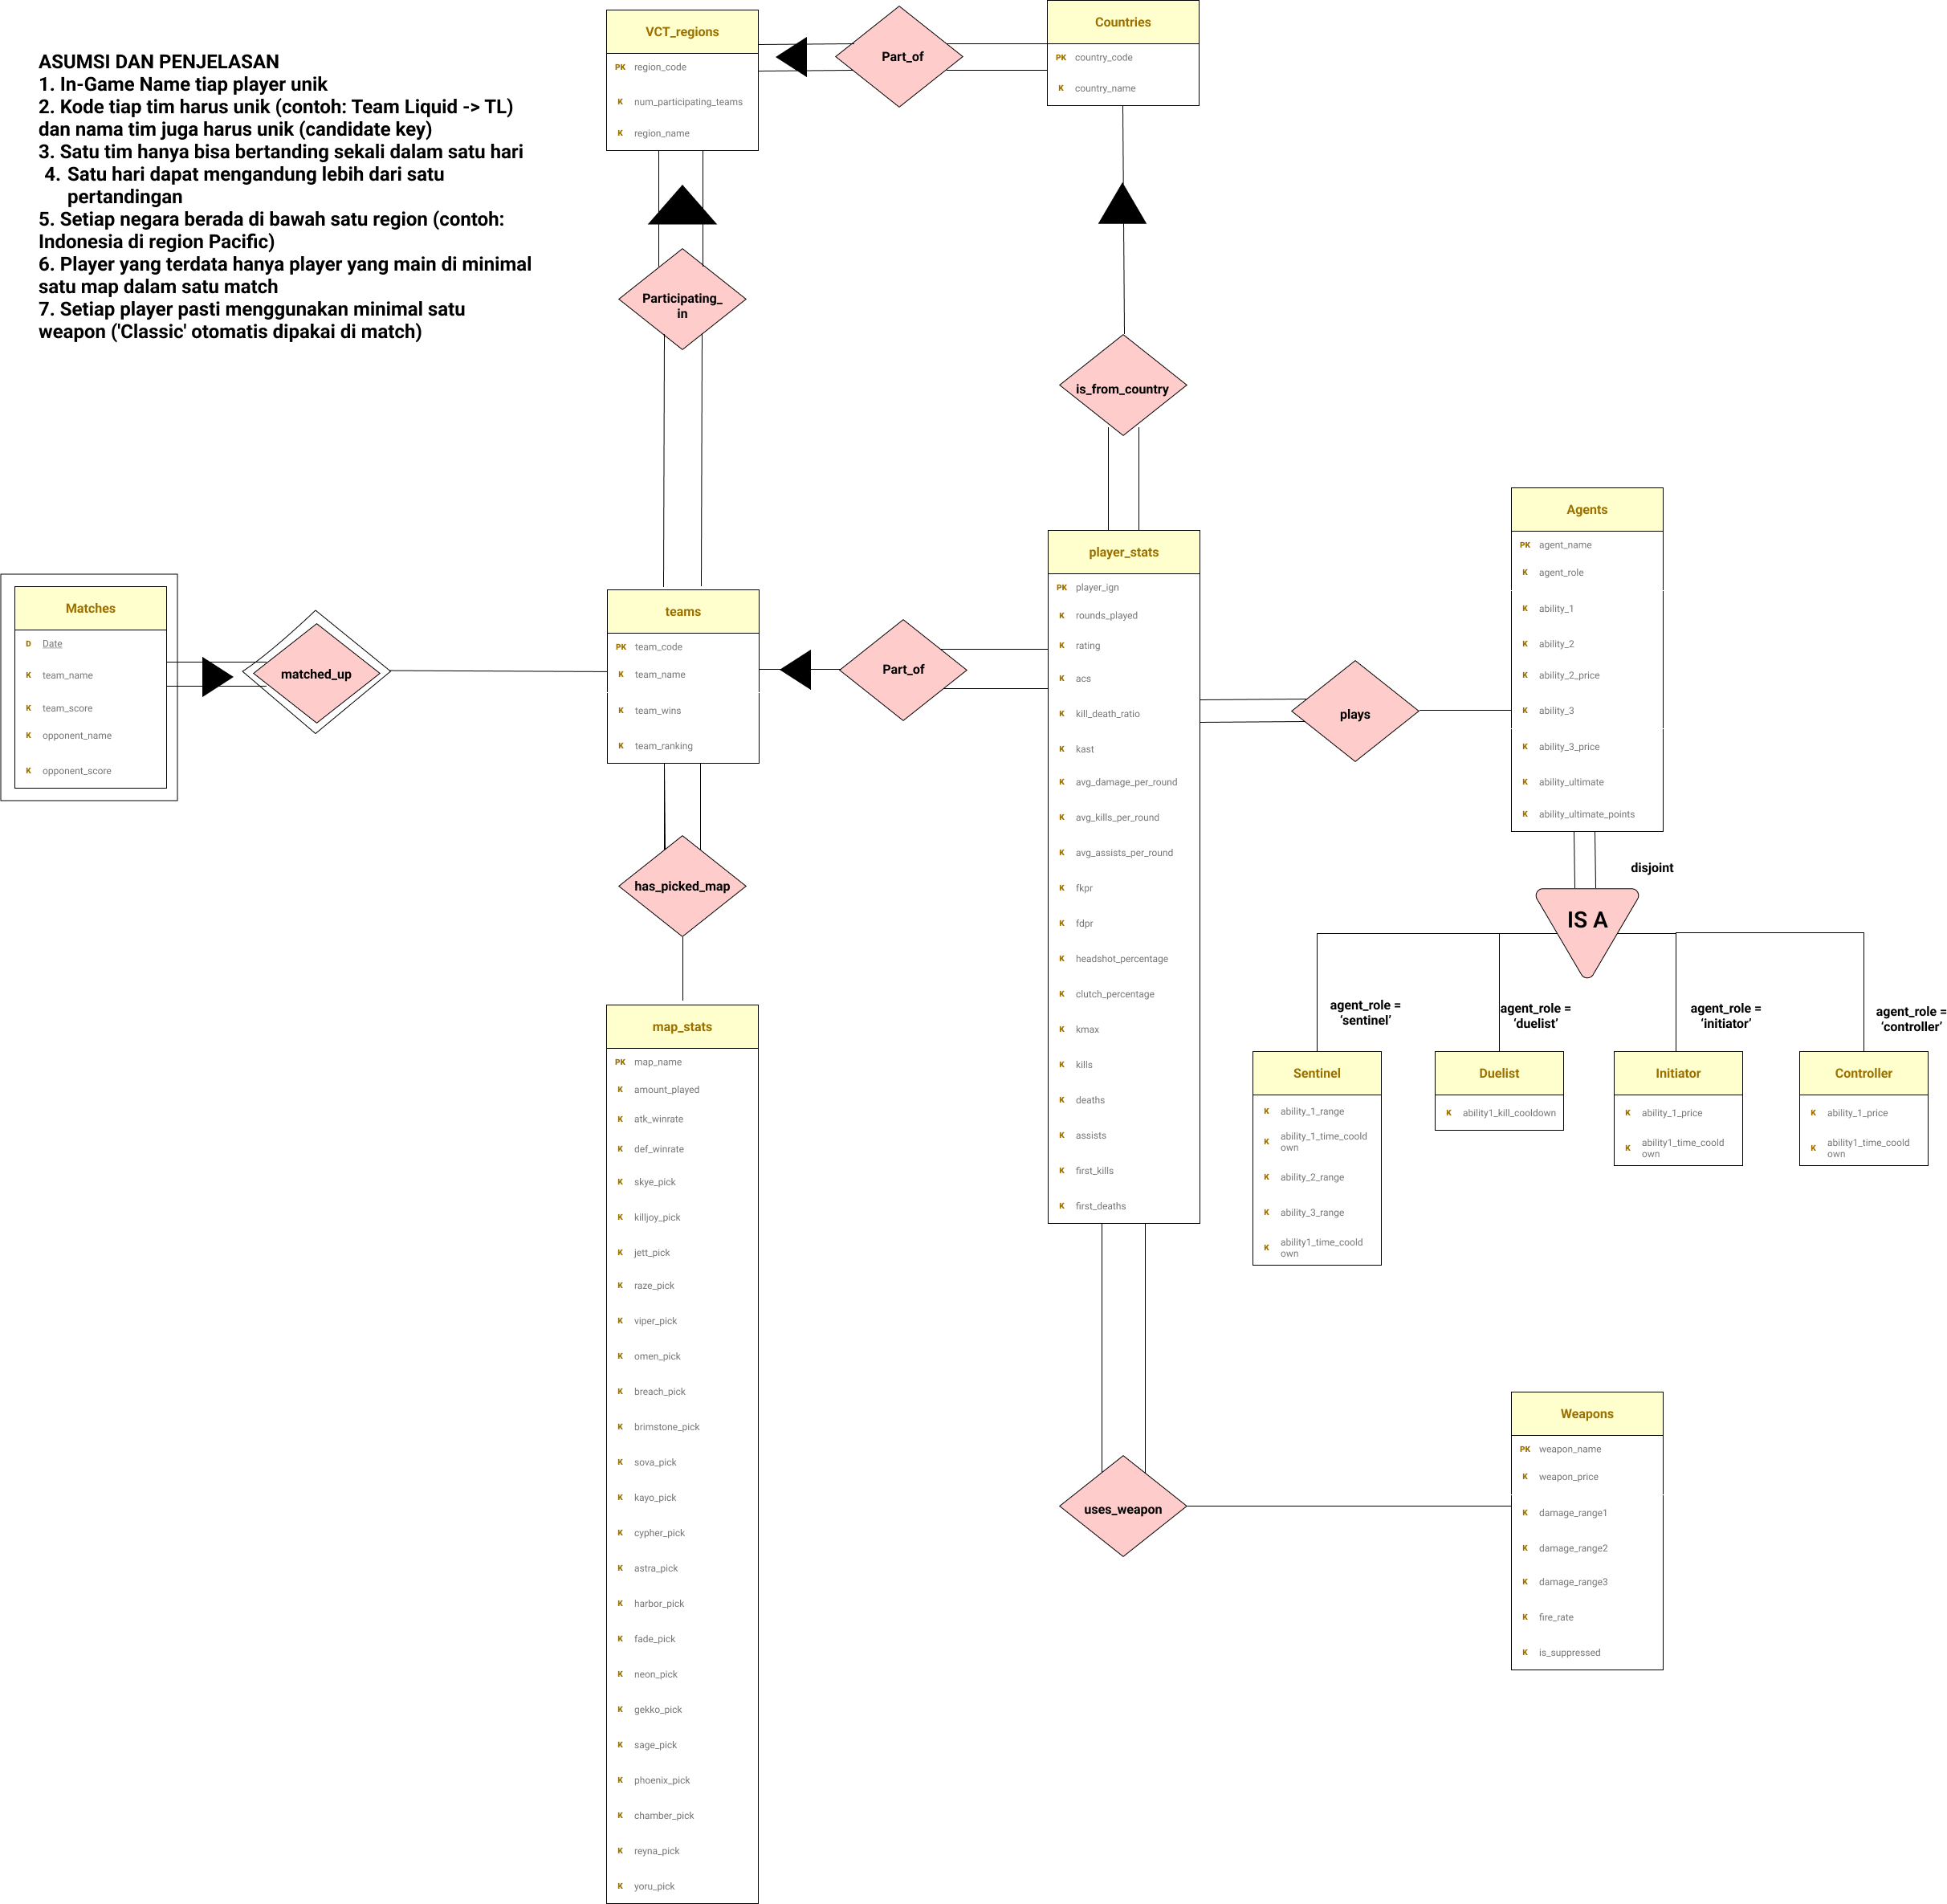 ASUMSI DAN PENJELASAN
1. In-Game Name tiap player unik
2. Kode tiap tim harus unik (contoh: Team Liquid -> TL)
dan nama tim juga harus unik (candidate key)
3. Satu tim hanya bisa bertanding sekali dalam satu hari
4. Satu hari dapat mengandung lebih dari satu
pertandingan
5. Setiap negara berada di bawah satu region (contoh:
Indonesia di region Pacific)
6. Player yang terdata hanya player yang main di minimal
satu map dalam satu match
7. Setiap player pasti menggunakan minimal satu
weapon ('Classic' otomatis dipakai di match)
VCT_regions
PK region_code
K num_participating_teams
K region_name
Part_of
Countries
PK country_code
K country_name
Participating_
in
is_from_country
Matches
D Date
K team_name
K team_score
K opponent_name
K opponent_score
matched_up
teams
PK team_code
K team_name
K team_wins
K team_ranking
Part_of
player_stats
PK player_ign
K rounds_played
K rating
K acs
K kill_death_ratio
K kast
K avg_damage_per_round
K avg_kills_per_round
K avg_assists_per_round
K fkpr
K fdpr
K headshot_percentage
K clutch_percentage
K kmax
K kills
K deaths
K assists
K first_kills
K first_deaths
plays
Agents
PK agent_name
K agent_role
K ability_1
K ability_2
K ability_2_price
K ability_3
K ability_3_price
K ability_ultimate
K ability_ultimate_points
disjoint
IS A
agent_role =
‘sentinel’
agent_role =
‘duelist’
agent_role =
‘initiator’
agent_role =
‘controller’
Sentinel
K ability_1_range
K ability_1_time_coold
own
K ability_2_range
K ability_3_range
K ability1_time_coold
own
Duelist
K ability1_kill_cooldown
Initiator
K ability_1_price
K ability1_time_coold
own
Controller
K ability_1_price
K ability1_time_coold
own
has_picked_map
map_stats
PK map_name
K amount_played
K atk_winrate
K def_winrate
K skye_pick
K killjoy_pick
K jett_pick
K raze_pick
K viper_pick
K omen_pick
K breach_pick
K brimstone_pick
K sova_pick
K kayo_pick
K cypher_pick
K astra_pick
K harbor_pick
K fade_pick
K neon_pick
K gekko_pick
K sage_pick
K phoenix_pick
K chamber_pick
K reyna_pick
K yoru_pick
uses_weapon
Weapons
PK weapon_name
K weapon_price
K damage_range1
K damage_range2
K damage_range3
K fire_rate
K is_suppressed